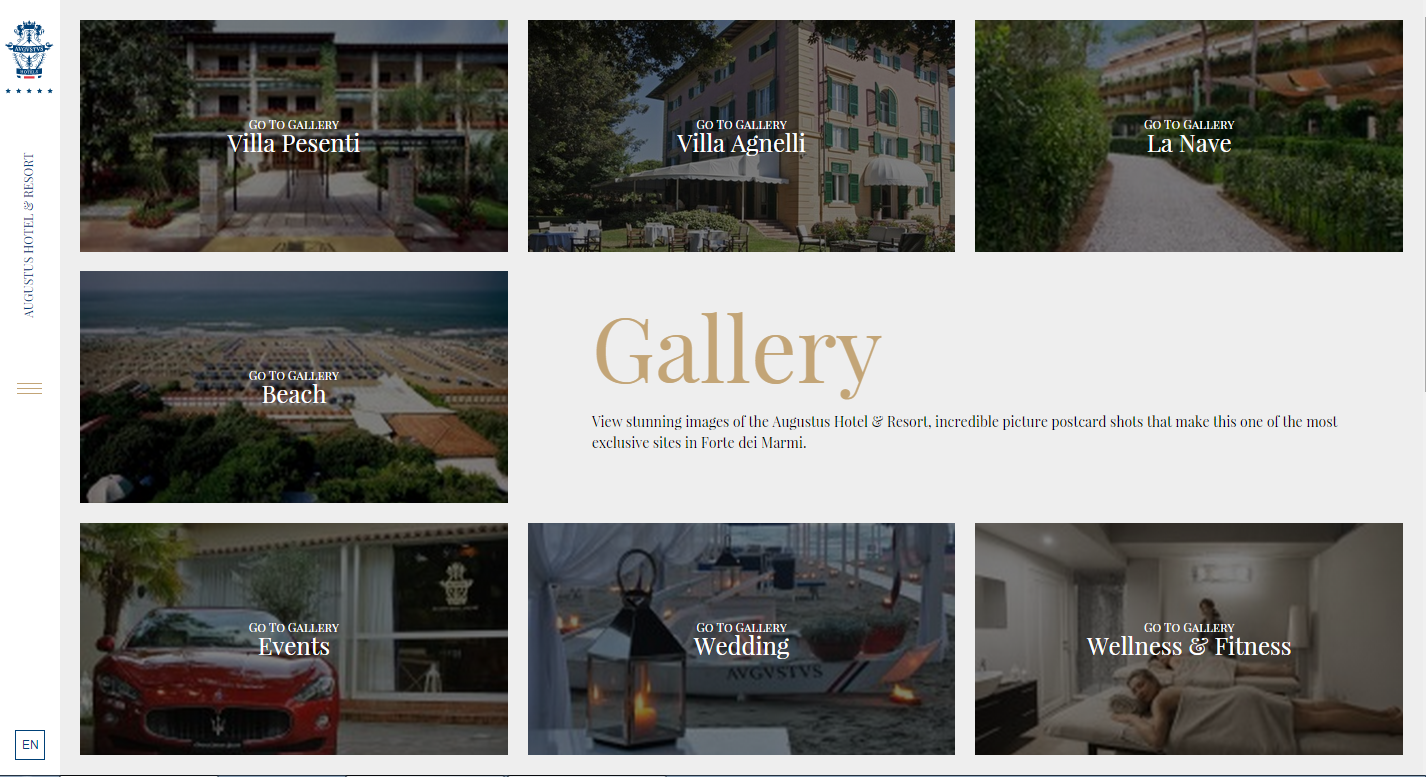 AVGVSTVS
HOTELS
AUGUSTUS HOTEL & RESORT
EN
GO TO GALLERY
Villa Pesenti
GO TO GALLERY
Villa Agnelli
GO TO GALLERY
La Nave
GO TO GALLERY
Beach
Gallery
View stunning images of the Augustus Hotel & Resort, incredible picture postcard shots that make this one of the most
exclusive sites in Forte dei Marmi.
GO TO GALLERY
Events
GO TO GALLERY
Wedding
AVGVSTVS
GO TO GALLERY
Wellness & Fitness